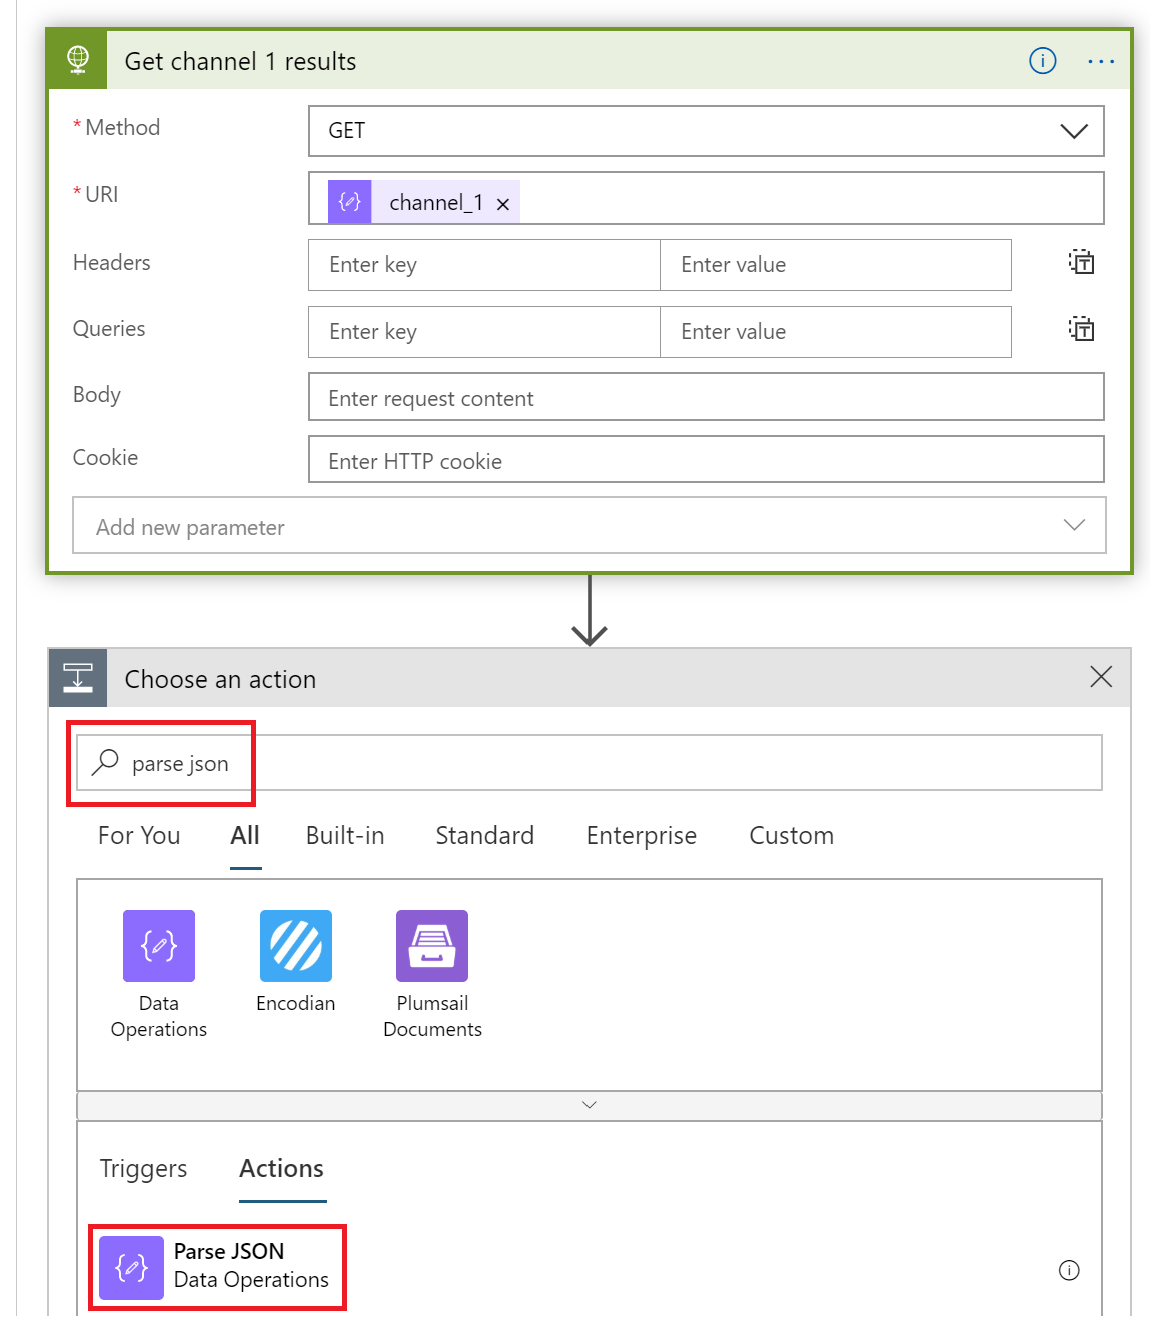 Get channel 1 results
* Method
GET
* URI
channel_1 ×
Headers
Enter key
Enter value
Queries
Enter key
Enter value
Body
Enter request content
Cookie
Enter HTTP cookie
Add new parameter
Choose an action
parse json
For You
All
Built-in
Standard
Enterprise
Custom
Data
Operations
Encodian
Plumsail
Documents
Triggers
Actions
Parse JSON
Data Operations